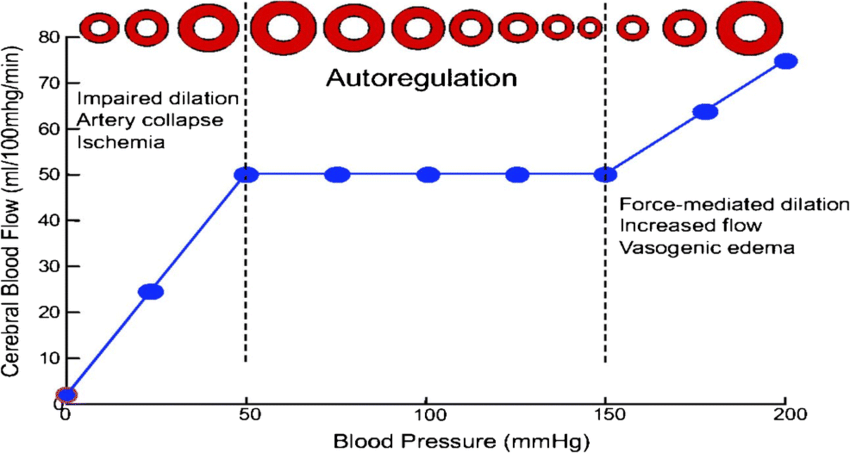 80
70
60
50
40
30
20
10
0
Cerebral Blood Flow (ml/100mhg/min)
Autoregulation
Impaired dilation
Artery collapse
Ischemia
Force-mediated dilation
Increased flow
Vasogenic edema
0 50 100 150 200
Blood Pressure (mmHg)